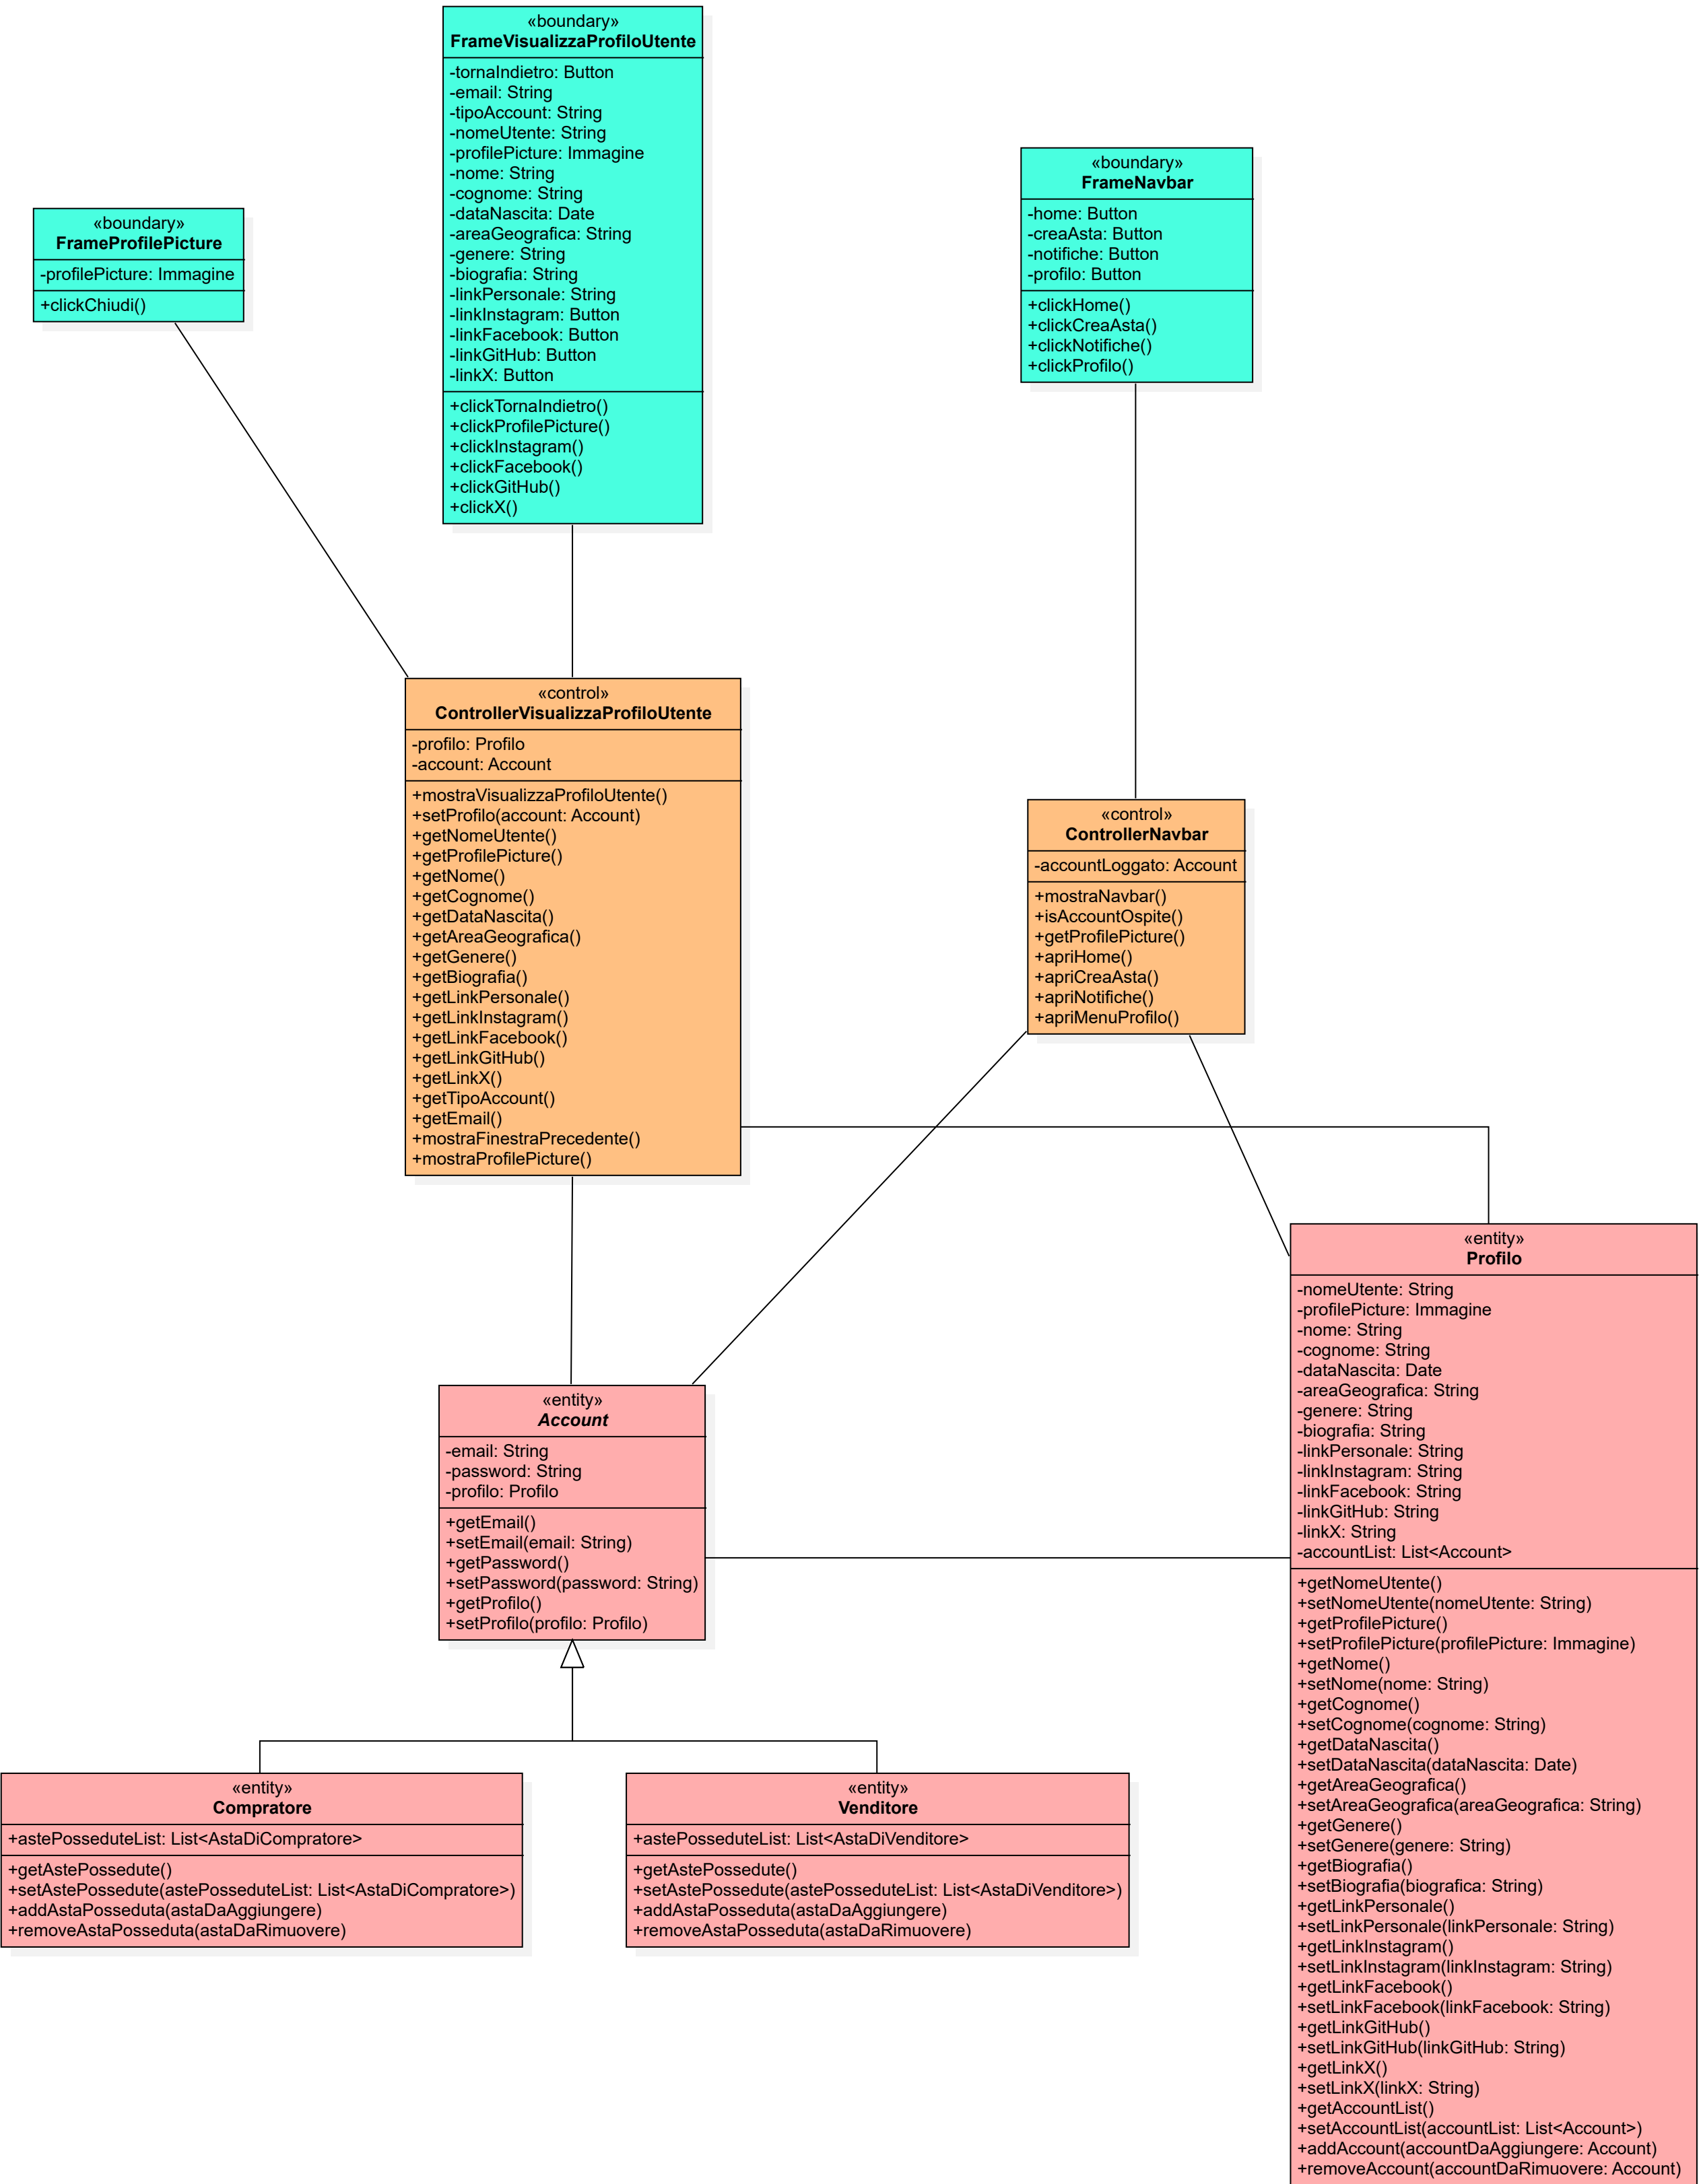 «boundary»
FrameVisualizzaProfiloUtente
-tornaIndietro: Button
-email: String
-tipoAccount: String
-nomeUtente: String
-profilePicture: Immagine
-nome: String
-cognome: String
-dataNascita: Date
-areaGeografica: String
-genere: String
-biografia: String
-linkPersonale: String
-linkInstagram: Button
-linkFacebook: Button
-linkGitHub: Button
-linkX: Button
+clickTornaIndietro()
+clickProfilePicture()
+clickInstagram()
+clickFacebook()
+clickGitHub()
+clickX()
«boundary»
FrameNavbar
-home: Button
-creaAsta: Button
-notifiche: Button
-profilo: Button
+clickHome()
+clickCreaAsta()
+clickNotifiche()
+clickProfilo()
«boundary»
FrameProfilePicture
-profilePicture: Immagine
+clickChiudi()
«control»
ControllerVisualizzaProfiloUtente
-profilo: Profilo
-account: Account
+mostraVisualizzaProfiloUtente()
+setProfilo(account: Account)
+getNomeUtente()
+getProfilePicture()
+getNome()
+getCognome()
+getDataNascita()
+getAreaGeografica()
+getGenere()
+getBiografia()
+getLinkPersonale()
+getLinkInstagram()
+getLinkFacebook()
+getLinkGitHub()
+getLinkX()
+getTipoAccount()
+getEmail()
+mostraFinestraPrecedente()
+mostraProfilePicture()
«control»
ControllerNavbar
-accountLoggato: Account
+mostraNavbar()
+isAccountOspite()
+getProfilePicture()
+apriHome()
+apriCreaAsta()
+apriNotifiche()
+apriMenuProfilo()
«entity»
Profilo
-nomeUtente: String
-profilePicture: Immagine
-nome: String
-cognome: String
-dataNascita: Date
-areaGeografica: String
-genere: String
-biografia: String
-linkPersonale: String
-linkInstagram: String
-linkFacebook: String
-linkGitHub: String
-linkX: String
-accountList: List<Account>
+getNomeUtente()
+setNomeUtente(nomeUtente: String)
+getProfilePicture()
+setProfilePicture(profilePicture: Immagine)
+getNome()
+setNome(nome: String)
+getCognome()
+setCognome(cognome: String)
+getDataNascita()
+setDataNascita(dataNascita: Date)
+getAreaGeografica()
+setAreaGeografica(areaGeografica: String)
+getGenere()
+setGenere(genere: String)
+getBiografia()
+setBiografia(biografica: String)
+getLinkPersonale()
+setLinkPersonale(linkPersonale: String)
+getLinkInstagram()
+setLinkInstagram(linkInstagram: String)
+getLinkFacebook()
+setLinkFacebook(linkFacebook: String)
+getLinkGitHub()
+setLinkGitHub(linkGitHub: String)
+getLinkX()
+setLinkX(linkX: String)
+getAccountList()
+setAccountList(accountList: List<Account>)
+addAccount(accountDaAggiungere: Account)
+removeAccount(accountDaRimuovere: Account)
«entity»
Account
-email: String
-password: String
-profilo: Profilo
+getEmail()
+setEmail(email: String)
+getPassword()
+setPassword(password: String)
+getProfilo()
+setProfilo(profilo: Profilo)
«entity»
Compratore
+astePosseduteList: List<AstaDiCompratore>
+getAstePossedute()
+setAstePossedute(astePosseduteList: List<AstaDiCompratore>)
+addAstaPosseduta(astaDaAggiungere)
+removeAstaPosseduta(astaDaRimuovere)
«entity»
Venditore
+astePosseduteList: List<AstaDiVenditore>
+getAstePossedute()
+setAstePossedute(astePosseduteList: List<AstaDiVenditore>)
+addAstaPosseduta(astaDaAggiungere)
+removeAstaPosseduta(astaDaRimuovere)